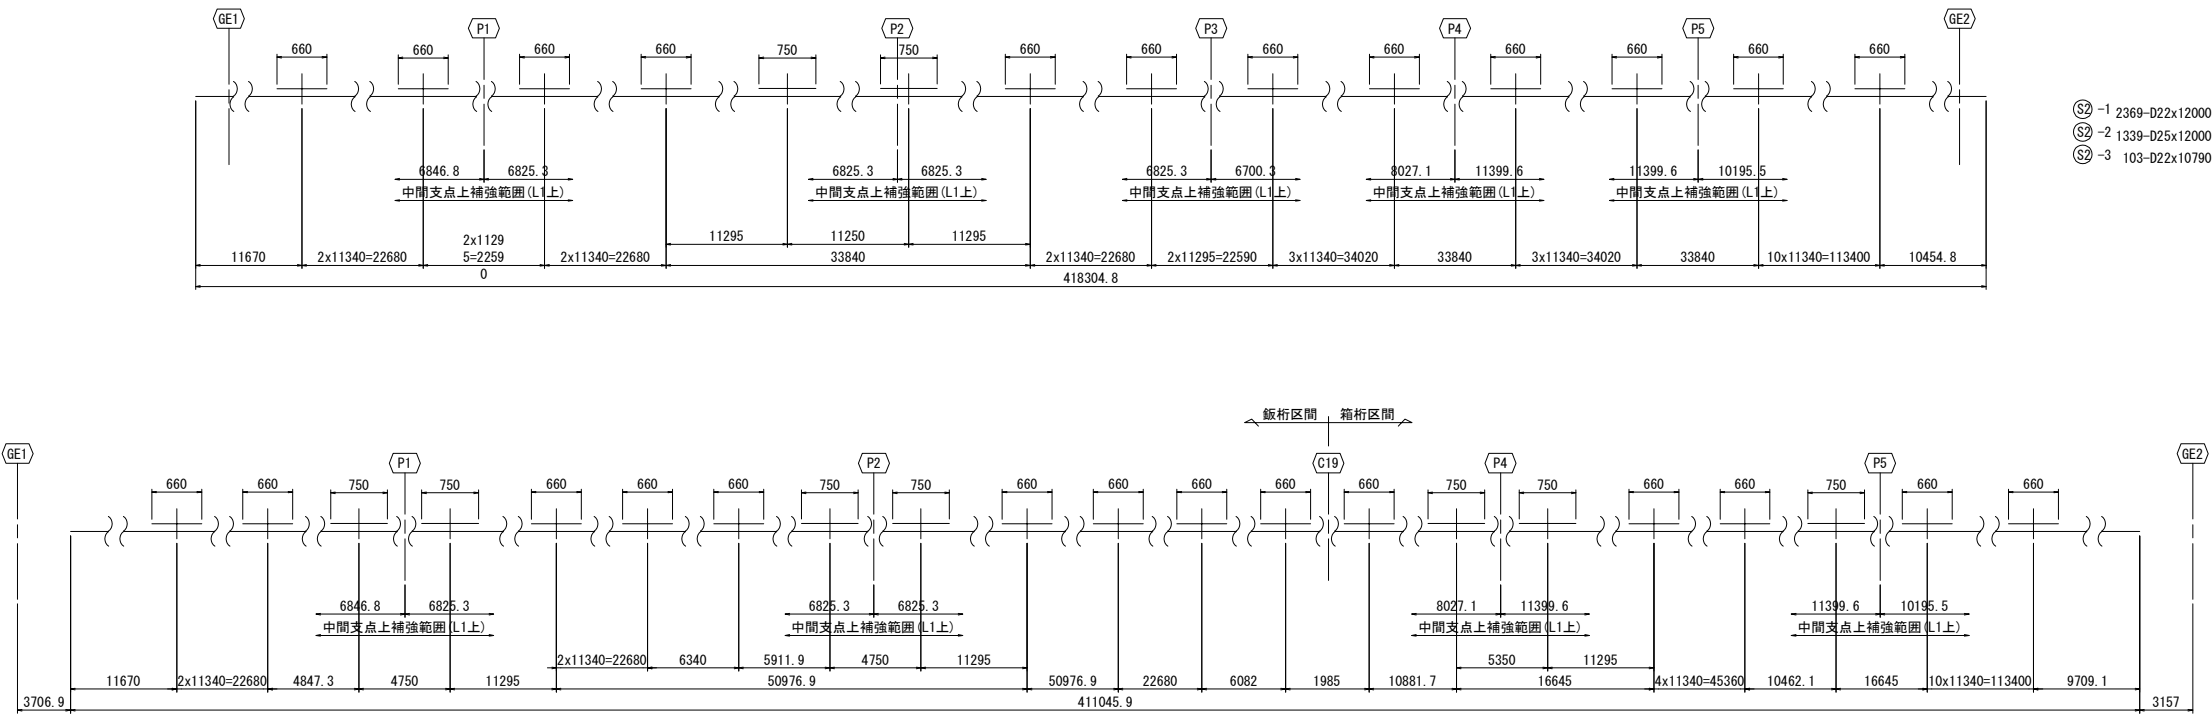 GE1 P1 P2 P3 P4 P5 GE2
660 660 660 660 750 750 660 660 660 660 660 660 660 660
S2 -1 2369-D22x12000
S2 -2 1339-D25x12000
S2 -3 103-D22x10790
6846.8 6825.3 6825.3 6825.3 6825.3 6700.3 8027.1 11399.6 11399.6 10195.5
中間支点上補強範囲(L1上) 中間支点上補強範囲(L1上) 中間支点上補強範囲(L1上) 中間支点上補強範囲(L1上) 中間支点上補強範囲(L1上)
11295 11250 11295
11670 2x11340=22680 2x1129
5=2259
0 2x11340=22680 33840 2x11340=22680 2x11295=22590 3x11340=34020 33840 3x11340=34020 33840 10x11340=113400 10454.8
418304.8
鈑桁区間 箱桁区間
GE1 P1 P2 C19 P4 P5 GE2
660 660 750 750 660 660 660 750 750 660 660 660 660 660 750 750 660 660 750 660 660
6846.8 6825.3 6825.3 6825.3 8027.1 11399.6 11399.6 10195.5
中間支点上補強範囲(L1上) 中間支点上補強範囲(L1上) 中間支点上補強範囲(L1上) 中間支点上補強範囲(L1上)
2x11340=22680 6340 5911.9 4750 11295 5350 11295
11670 2x11340=22680 4847.3 4750 11295 50976.9 50976.9 22680 6082 1985 10881.7 16645 4x11340=45360 10462.1 16645 10x11340=113400 9709.1
3706.9 411045.9 3157